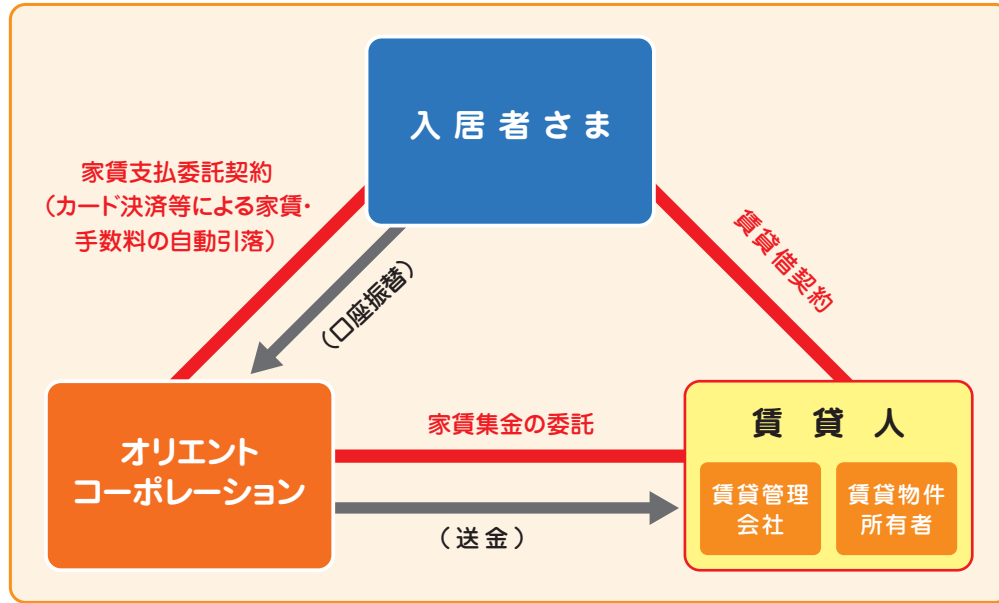 入居者さま
家賃支払委託契約
（カード決済等による家賃・
手数料の自動引落）
（口座振替）
賃貸借契約
オリエント
コーポレーション
家賃集金の委託
（送金）
賃貸人
賃貸管理
会社
賃貸物件
所有者